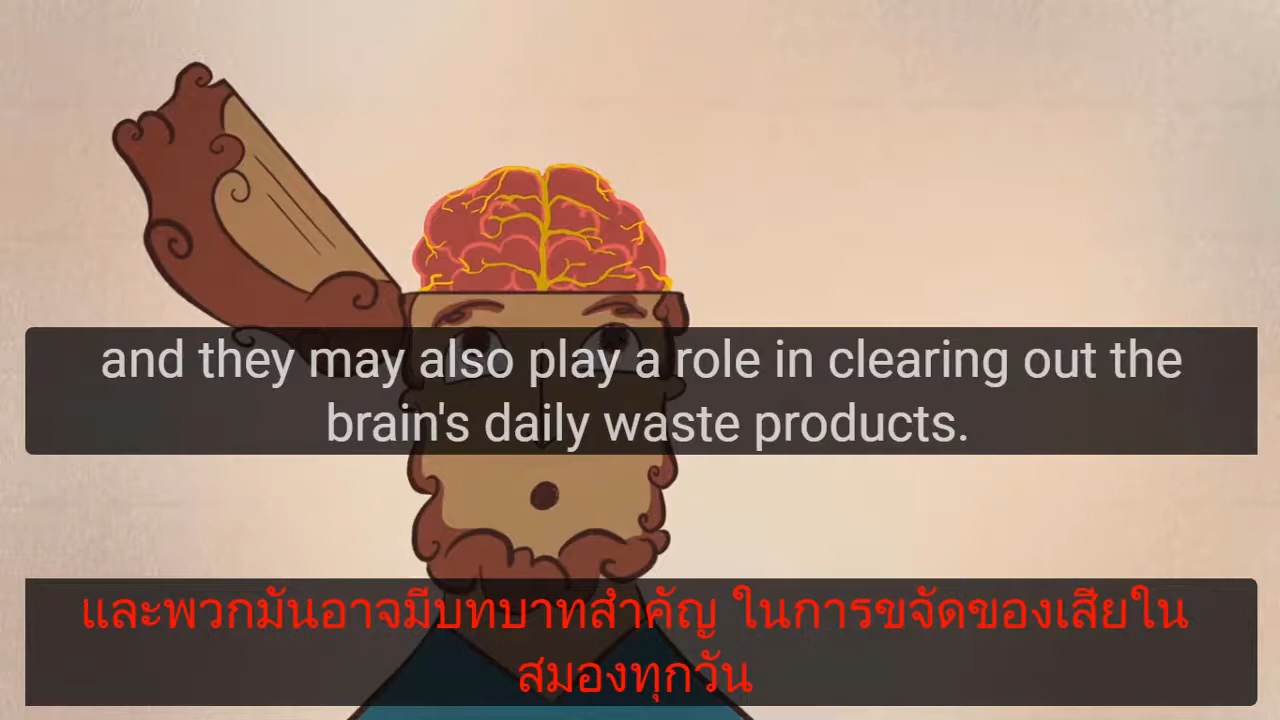 and they may also play a role in clearing out the
brain's daily waste products.
และพวกมันอาจมีบทบาทสำคัญ ในการขจัดของเสียใน
สมองทุกวัน